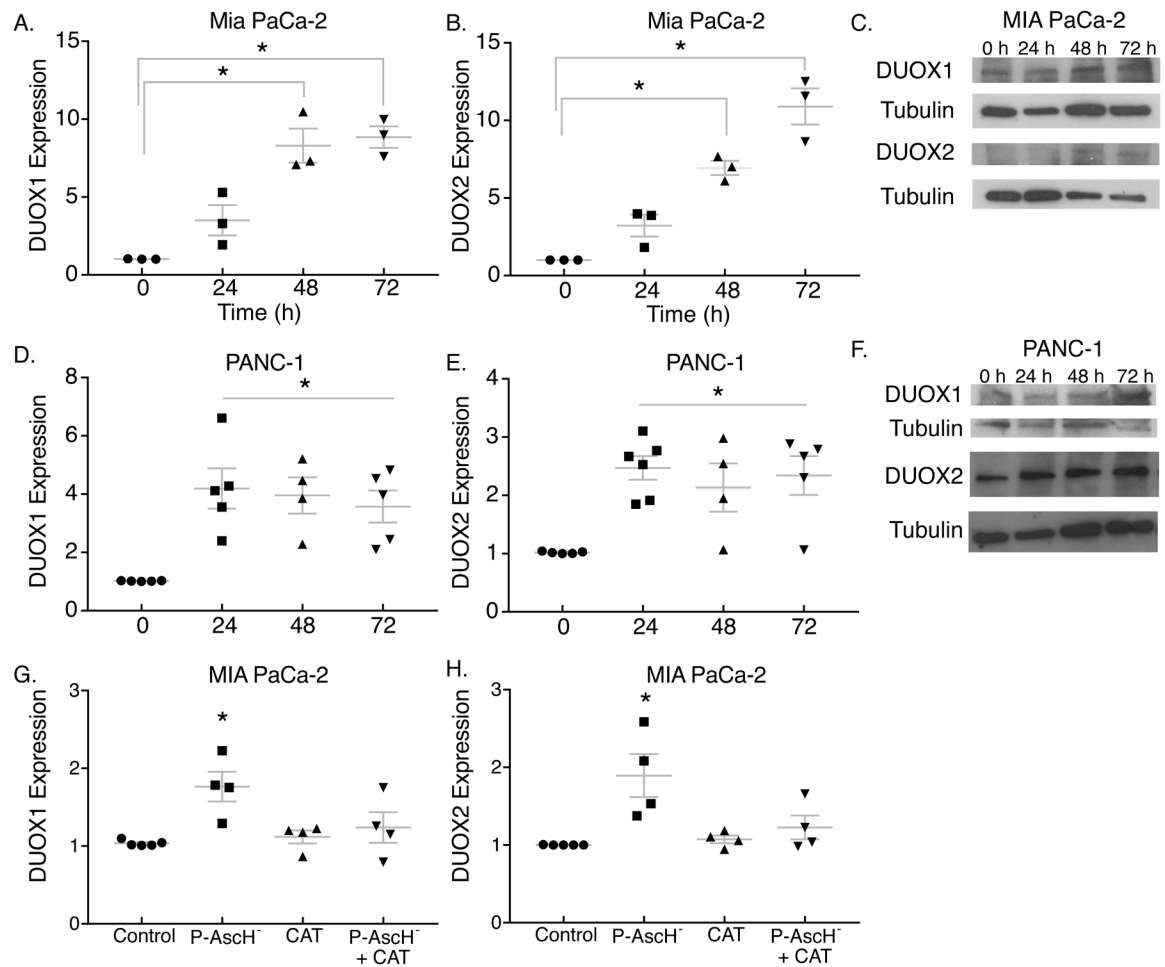 A.
Mia PaCa-2
DUOX1 Expression
15
10
5
0
* *
0 24 48 72
Time (h)
B.
Mia PaCa-2
DUOX2 Expression
15
10
5
0
* *
0 24 48 72
Time (h)
C.
MIA PaCa-2
0 h 24 h 48 h 72 h
DUOX1
Tubulin
DUOX2
Tubulin
D.
PANC-1
DUOX1 Expression
8
6
4
2
0
*
0 24 48 72
E.
PANC-1
DUOX2 Expression
4
3
2
1
0
*
0 24 48 72
F.
PANC-1
0 h 24 h 48 h 72 h
DUOX1
Tubulin
DUOX2
Tubulin
G.
MIA PaCa-2
DUOX1 Expression
3
2
1
0
*
Control P-AscH⁻ CAT P-AscH⁻
+ CAT
H.
MIA PaCa-2
DUOX2 Expression
3
2
1
0
*
Control P-AscH⁻ CAT P-AscH⁻
+ CAT